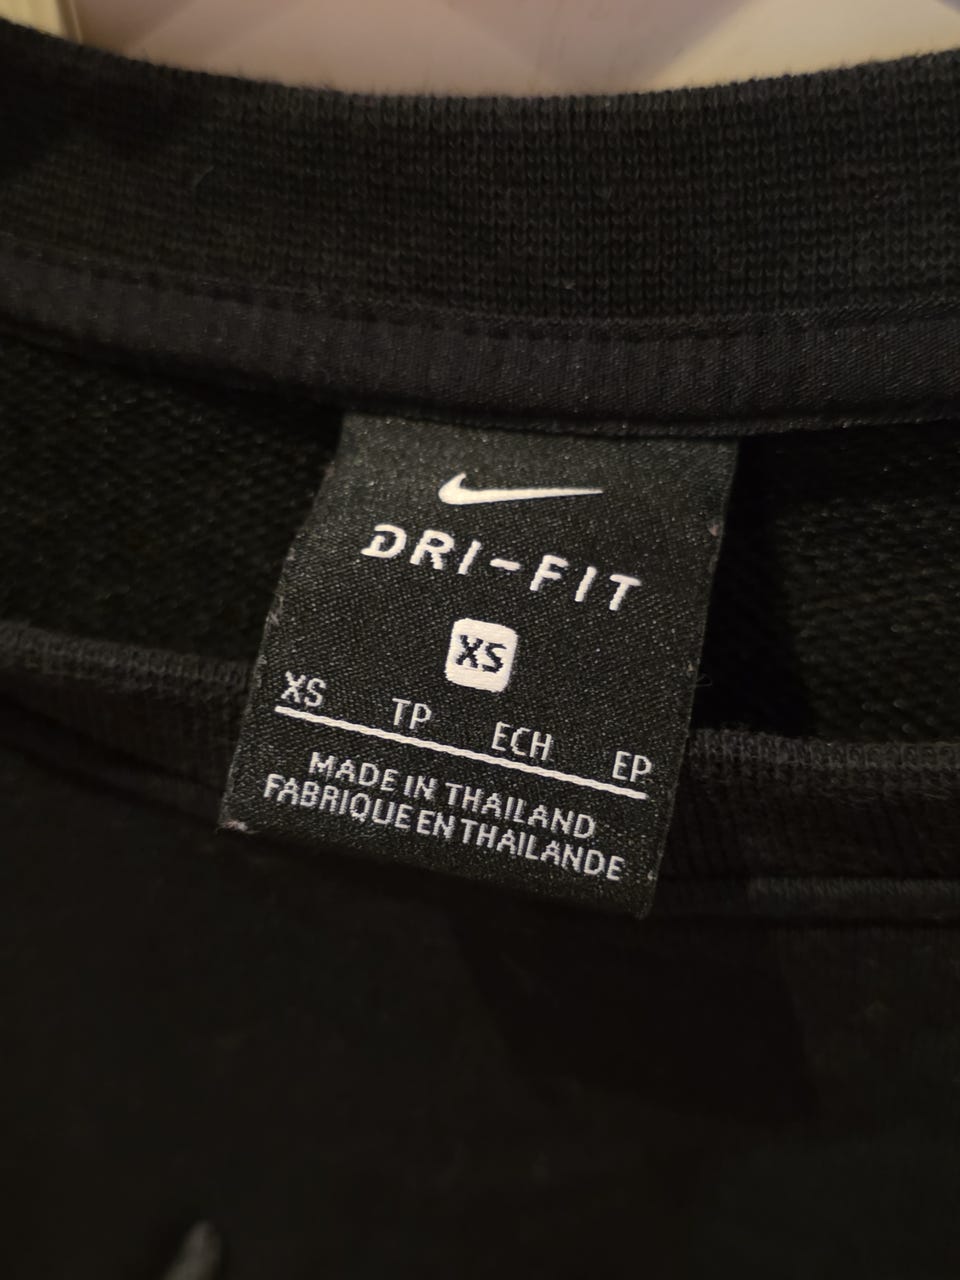 DRI-FIT
XS
XS TP ECH EP
MADE IN THAILAND
FABRIQUE EN THAILANDE